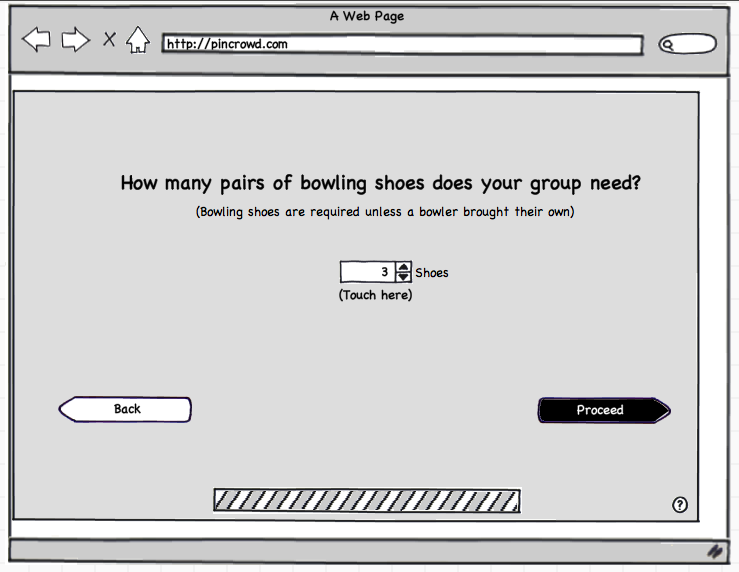 A Web Page
http://pincrowd.com
How many pairs of bowling shoes does your group need?
(Bowling shoes are required unless a bowler brought their own)
3 Shoes
(Touch here)
Back
Proceed
?